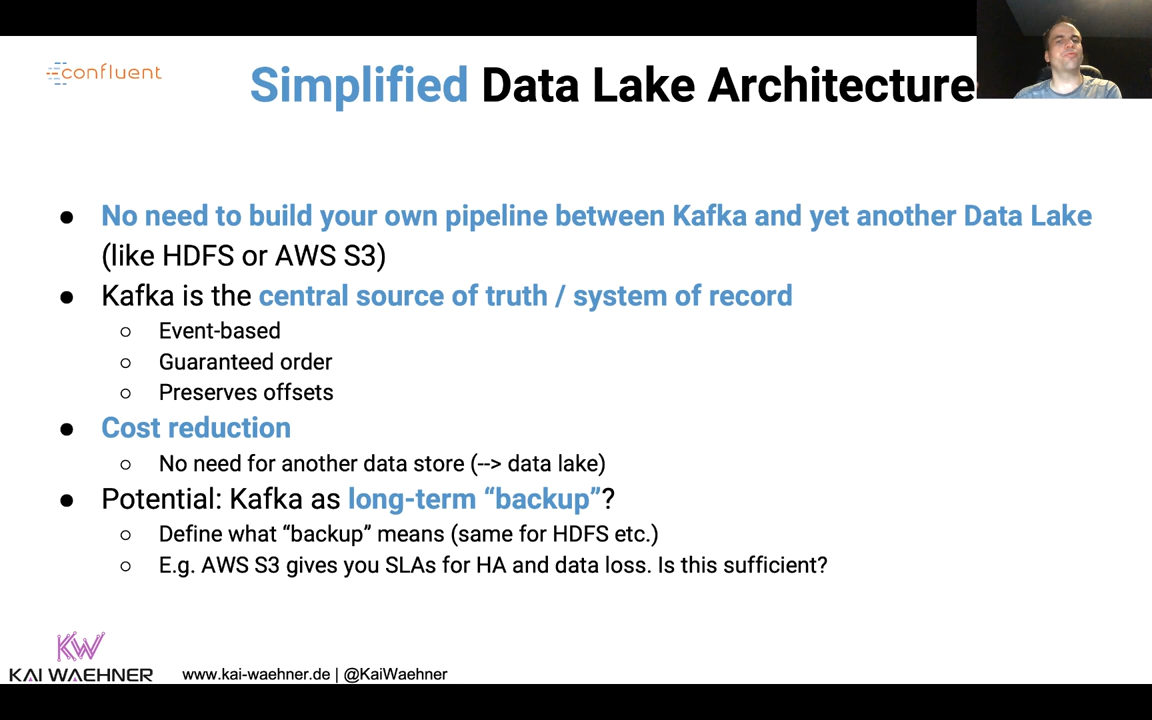 confluent
Simplified Data Lake Architecture
● No need to build your own pipeline between Kafka and yet another Data Lake
(like HDFS or AWS S3)
● Kafka is the central source of truth / system of record
○ Event-based
○ Guaranteed order
○ Preserves offsets
● Cost reduction
○ No need for another data store (--> data lake)
● Potential: Kafka as long-term “backup”?
○ Define what “backup” means (same for HDFS etc.)
○ E.g. AWS S3 gives you SLAs for HA and data loss. Is this sufficient?
KW
KAI WAEHNER
www.kai-waehner.de | @KaiWaehner